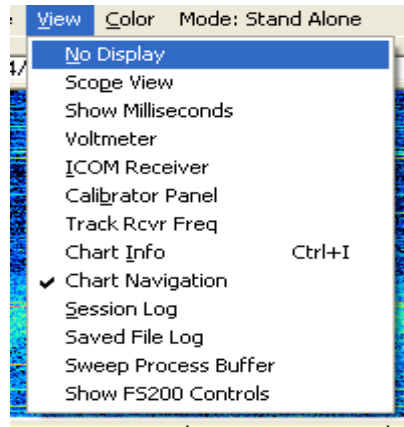 View Color Mode: Stand Alone
4/
No Display
Scope View
Show Milliseconds
Voltmeter
ICOM Receiver
Calibrator Panel
Track Rcvr Freq
Chart Info Ctrl+I
Chart Navigation
Session Log
Saved File Log
Sweep Process Buffer
Show FS200 Controls